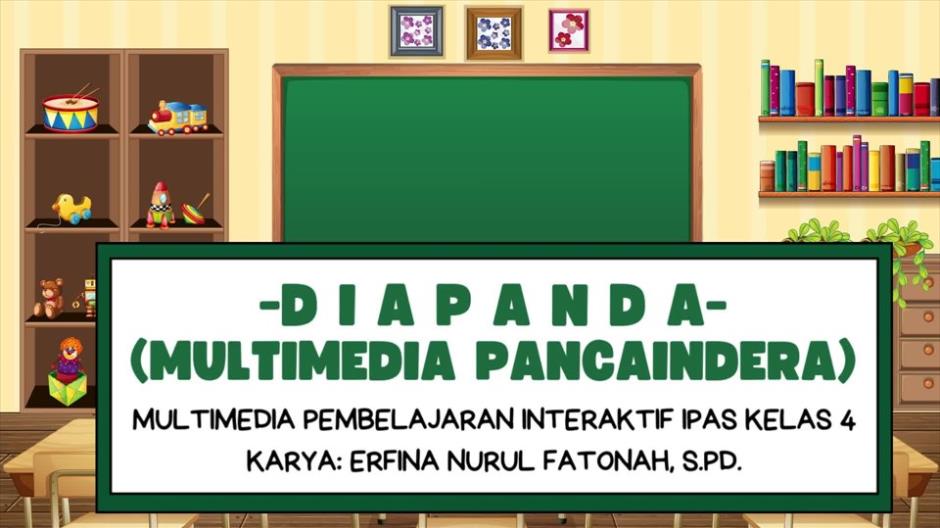 -D I A P A N D A-
(MULTIMEDIA PANCAINDERA)
MULTIMEDIA PEMBELAJARAN INTERAKTIF IPAS KELAS 4
KARYA: ERFINA NURUL FATONAH, S.PD.